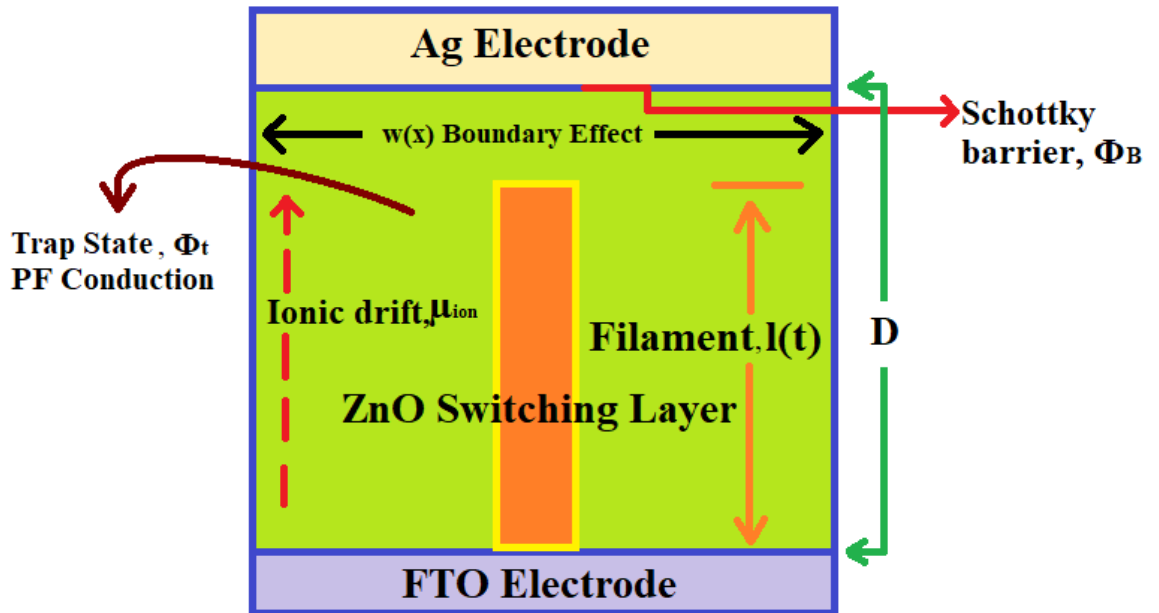 Ag Electrode
w(x) Boundary Effect
Schottky
barrier, ΦB
Trap State, Φt
PF Conduction
Ionic drift,μion
Filament, l(t)
D
ZnO Switching Layer
FTO Electrode